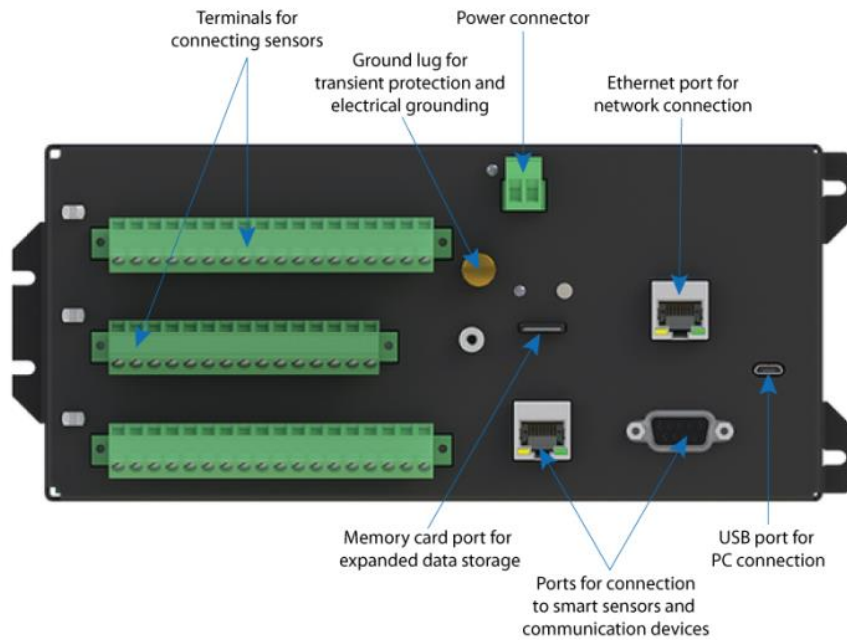 Terminals for
connecting sensors
Power connector
Ground lug for
transient protection and
electrical grounding
Ethernet port for
network connection
Memory card port for
expanded data storage
USB port for
PC connection
Ports for connection
to smart sensors and
communication devices